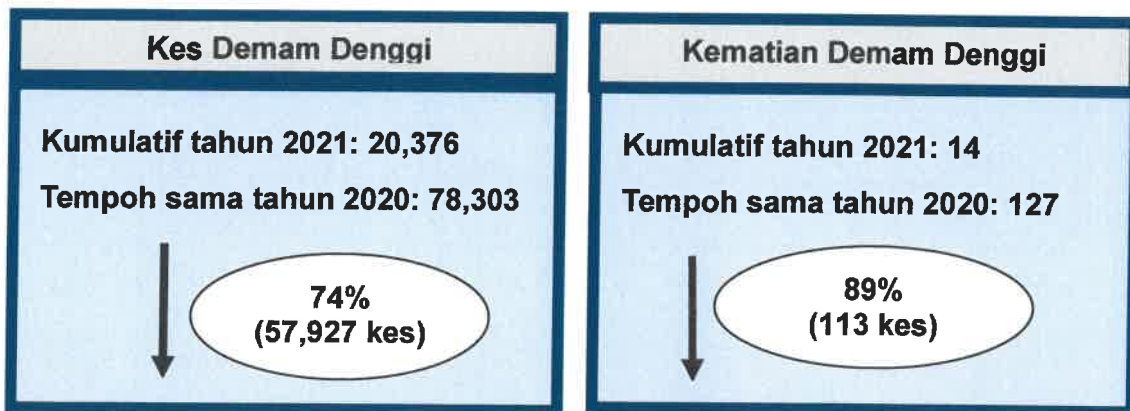 Kes Demam Denggi
Kumulatif tahun 2021: 20,376
Tempoh sama tahun 2020: 78,303
74%
(57,927 kes)
Kematian Demam Denggi
Kumulatif tahun 2021: 14
Tempoh sama tahun 2020: 127
89%
(113 kes)